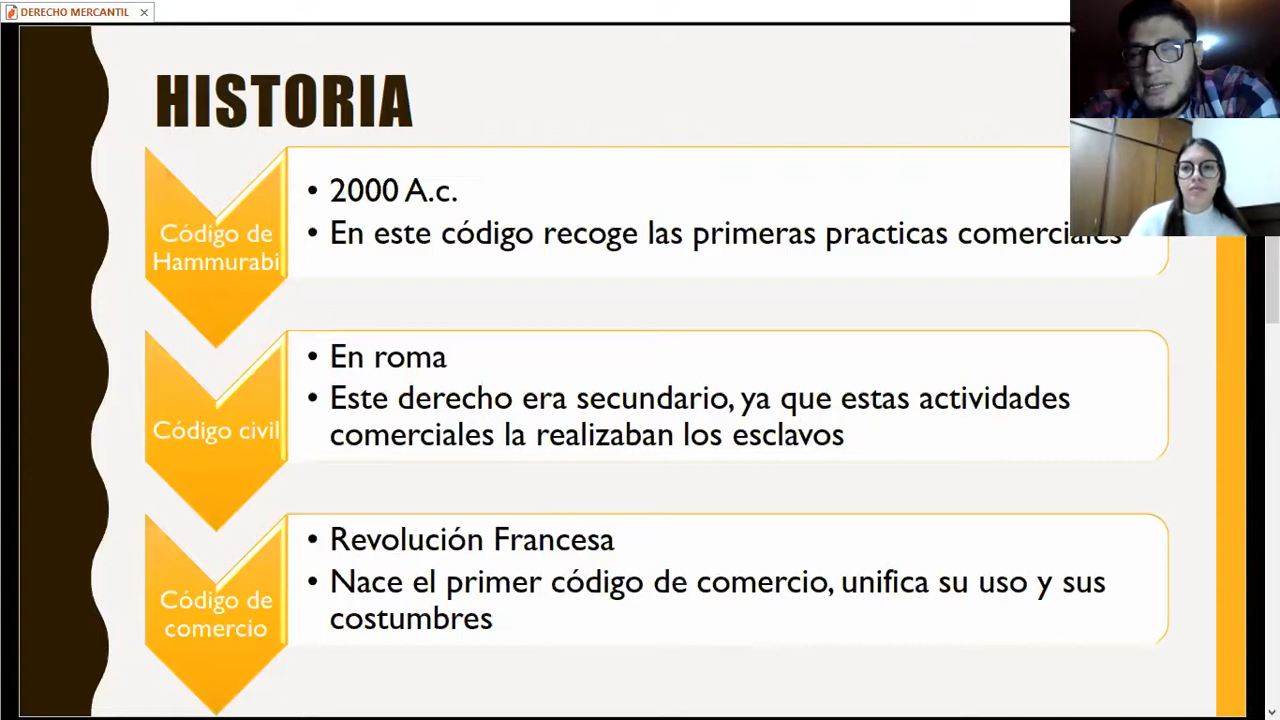 DERECHO MERCANTIL
HISTORIA
Código de
Hammurabi
• 2000 A.c.
• En este código recoge las primeras practicas comerciales
Código civil
• En roma
• Este derecho era secundario, ya que estas actividades
comerciales la realizaban los esclavos
Código de
comercio
• Revolución Francesa
• Nace el primer código de comercio, unifica su uso y sus
costumbres